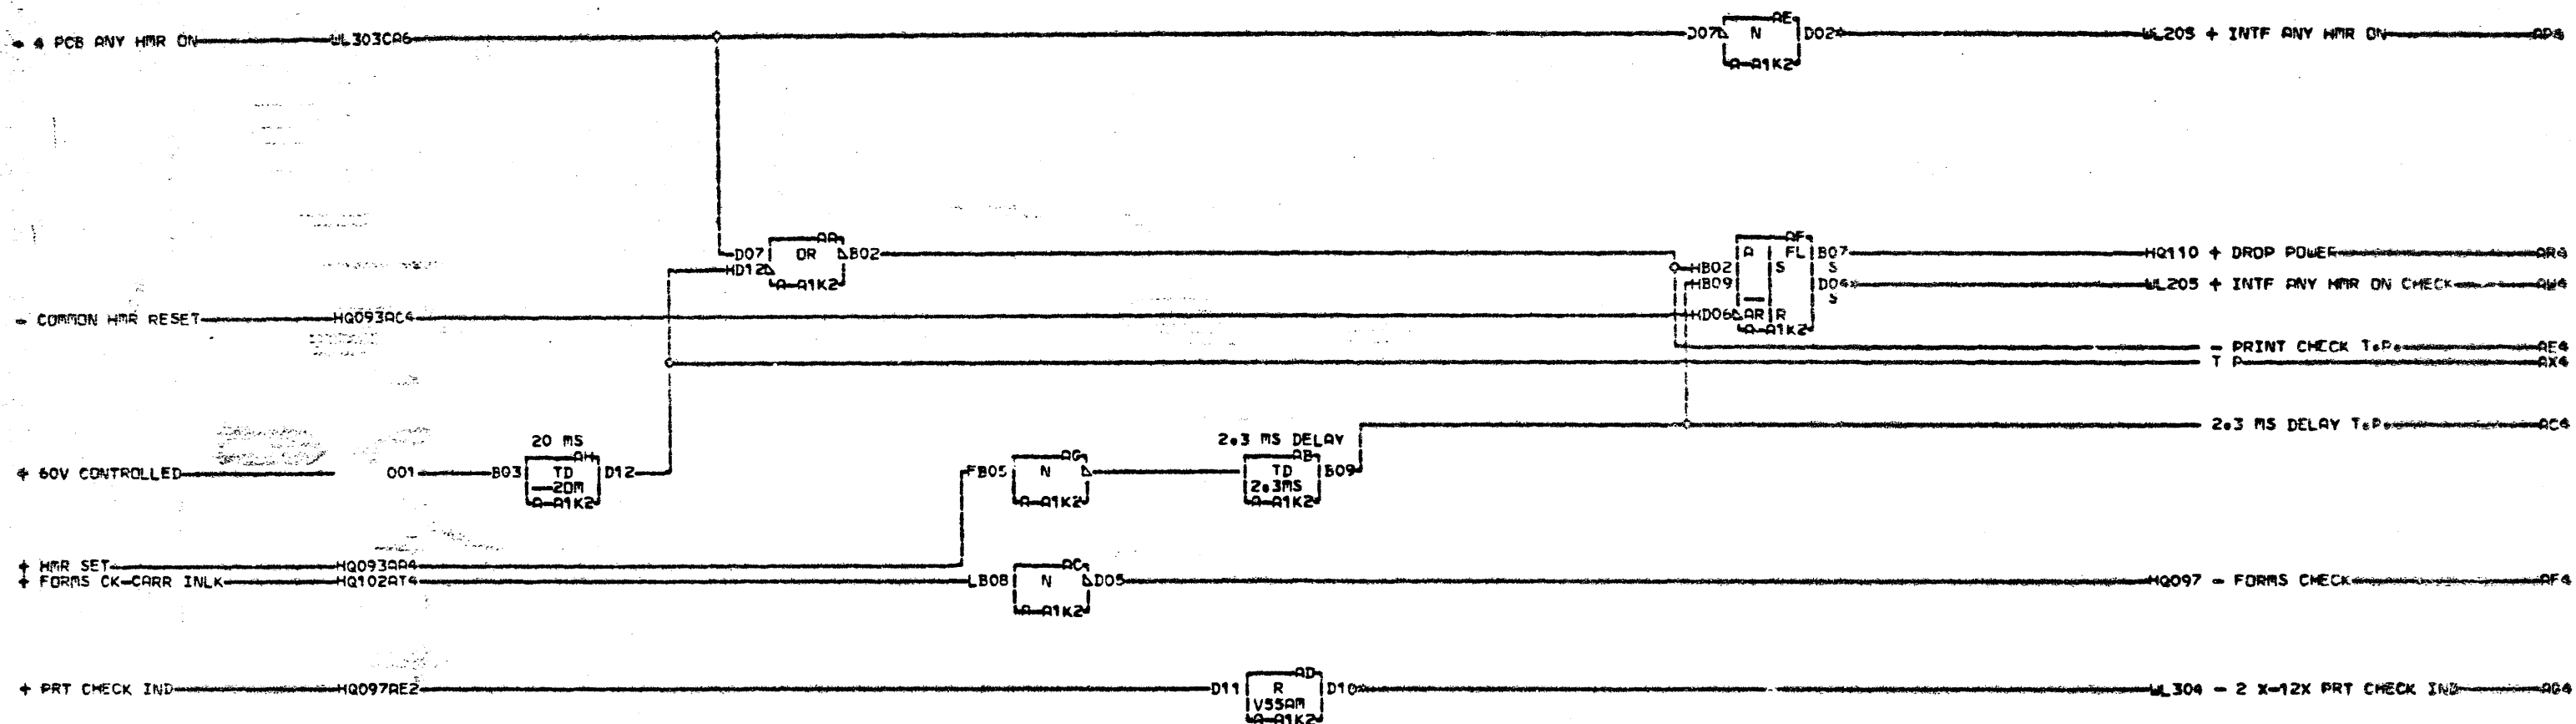 PCB ANY HMR ON WL303CA6 D07 AE N D02 WL205 + INTF ANY HMR ON AP4
A-A1K2
D07 AA OR B02 AF A FL B07 HQ110 + DROP POWER AR4
HD12 HB02 S S
A-A1K2 HB09 D04 WL205 + INTF ANY HMR ON CHECK AW4
S
- COMMON HMR RESET HQ093AC4 HD06 AR R
A-A1K2
- PRINT CHECK T.P. AE4
T P AX4
2.3 MS DELAY T.P. AC4
20 MS 2.3 MS DELAY
+ 60V CONTROLLED 001 B03 AH TD D12 FB05 AG N AB TD B09
20M 2.3MS
A-A1K2 A-A1K2 A-A1K2
+ HMR SET HQ093AA4
+ FORMS CK-CARR INLK HQ102AT4 LB08 AC N D05 HQ097 - FORMS CHECK AF4
A-A1K2
+ PRT CHECK IND HQ097AE2 D11 AD R D10 WL304 - 2 X-12X PRT CHECK IND
V55AM
A-A1K2